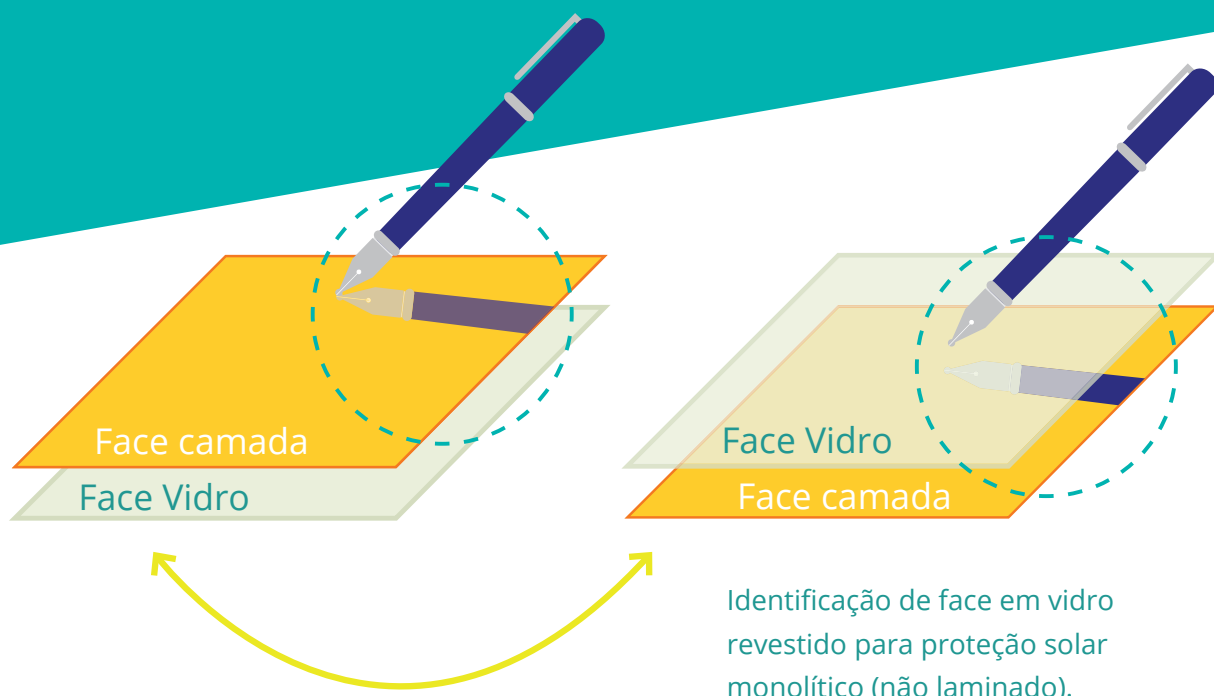 Face camada
Face Vidro
Face Vidro
Face camada
Identificação de face em vidro
revestido para proteção solar
monolítico (não laminado).